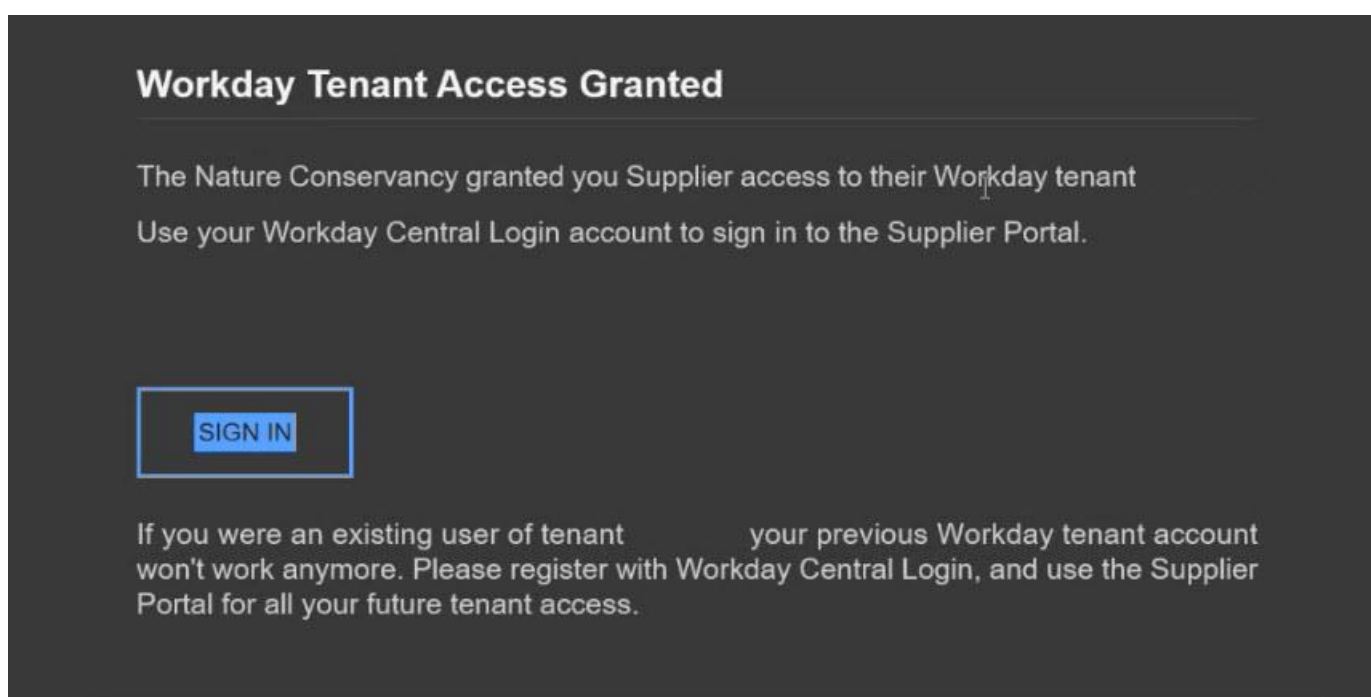 Workday Tenant Access Granted
The Nature Conservancy granted you Supplier access to their Workday tenant
Use your Workday Central Login account to sign in to the Supplier Portal.
SIGN IN
If you were an existing user of tenant your previous Workday tenant account
won't work anymore. Please register with Workday Central Login, and use the Supplier
Portal for all your future tenant access.